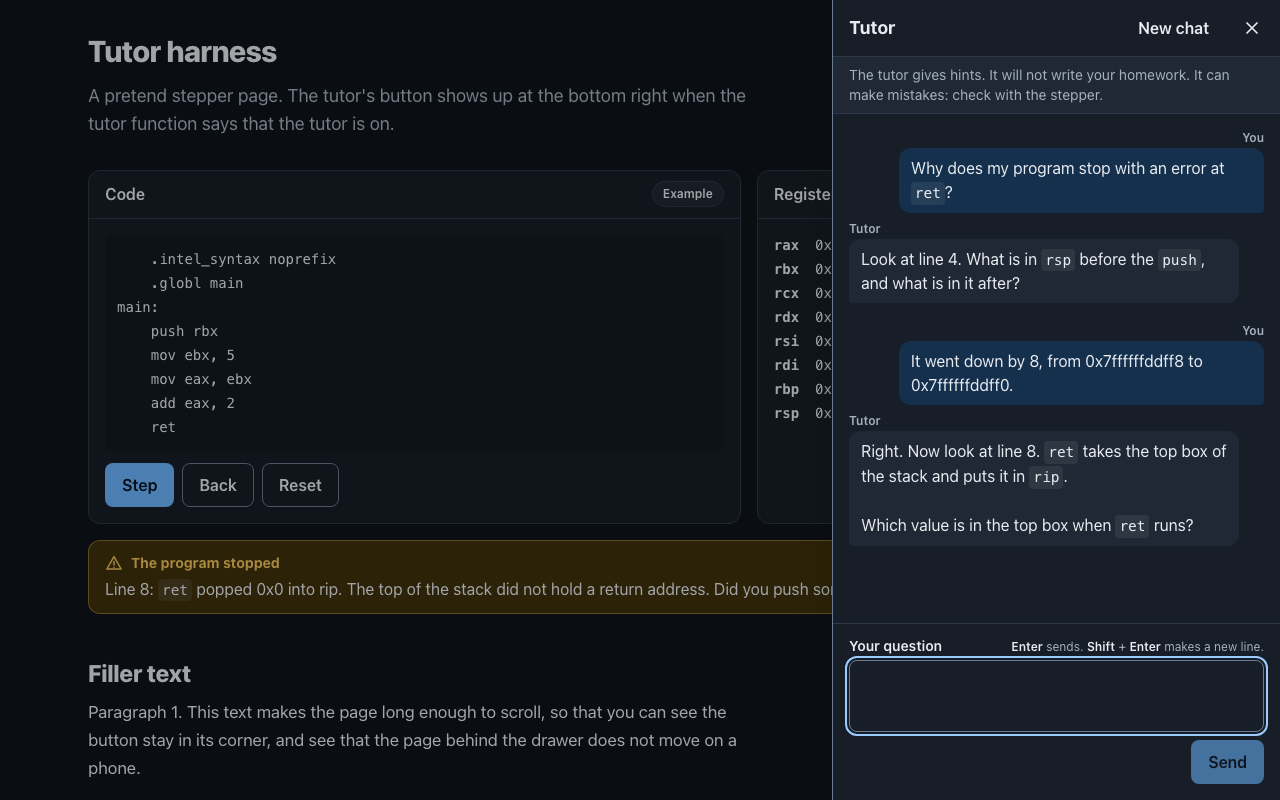 Tutor harness
A pretend stepper page. The tutor's button shows up at the bottom right when the
tutor function says that the tutor is on.
Code
Example
.intel_syntax noprefix
.globl main
main:
push rbx
mov ebx, 5
mov eax, ebx
add eax, 2
ret
Step
Back
Reset
Registe
rax 0x
rbx 0x
rcx 0x
rdx 0x
rsi 0x
rdi 0x
rbp 0x
rsp 0x
The program stopped
Line 8: ret popped 0x0 into rip. The top of the stack did not hold a return address. Did you push so
Filler text
Paragraph 1. This text makes the page long enough to scroll, so that you can see the
button stay in its corner, and see that the page behind the drawer does not move on a
phone.
Tutor
New chat
The tutor gives hints. It will not write your homework. It can
make mistakes: check with the stepper.
You
Why does my program stop with an error at
ret?
Tutor
Look at line 4. What is in rsp before the push,
and what is in it after?
You
It went down by 8, from 0x7ffffffddff8 to
0x7ffffffddff0.
Tutor
Right. Now look at line 8. ret takes the top box of
the stack and puts it in rip.
Which value is in the top box when ret runs?
Your question
Enter sends. Shift + Enter makes a new line.
Send